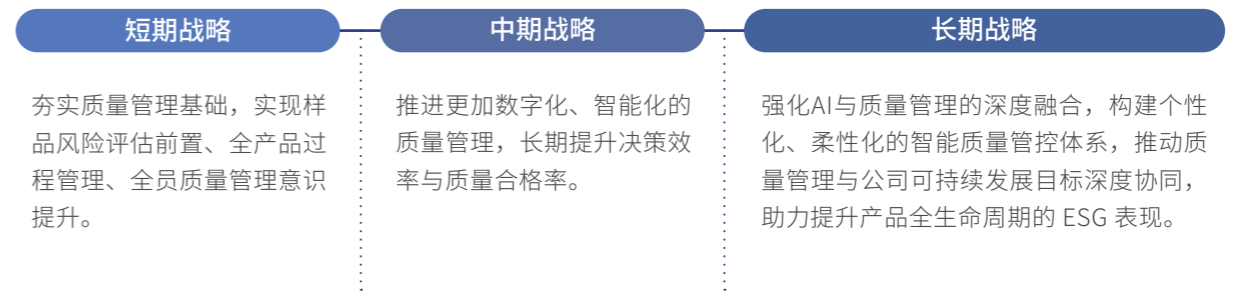 短期战略
夯实质量管理基础，实现样
品风险评估前置、全产品过
程管理、全员质量管理意识
提升。
中期战略
推进更加数字化、智能化的
质量管理，长期提升决策效
率与质量合格率。
长期战略
强化AI与质量管理的深度融合，构建个性
化、柔性化的智能质量管控体系，推动质
量管理与公司可持续发展目标深度协同，
助力提升产品全生命周期的 ESG 表现。